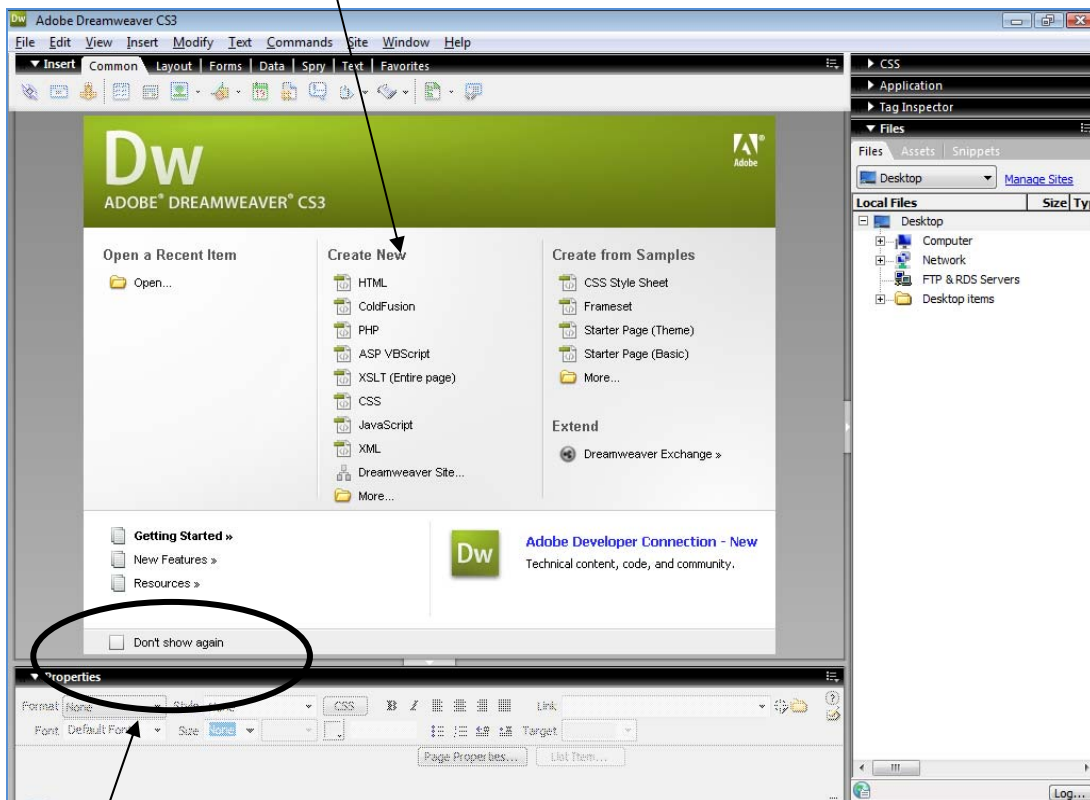 Dw Adobe Dreamweaver CS3
File Edit View Insert Modify Text Commands Site Window Help
Insert Common Layout Forms Data Spry Text Favorites
Dw
ADOBE® DREAMWEAVER® CS3
Adobe
Open a Recent Item
Open...
Create New
HTML
ColdFusion
PHP
ASP VBScript
XSLT (Entire page)
CSS
JavaScript
XML
Dreamweaver Site...
More...
Create from Samples
CSS Style Sheet
Frameset
Starter Page (Theme)
Starter Page (Basic)
More...
Extend
Dreamweaver Exchange »
Getting Started »
New Features »
Resources »
Dw
Adobe Developer Connection - New
Technical content, code, and community.
Don't show again
Properties
Format None Style None CSS B I Link
Font Default Font Size None Target
Page Properties... List Item...
CSS
Application
Tag Inspector
Files
Files Assets Snippets
Desktop Manage Sites
Local Files Size Typ
Desktop
Computer
Network
FTP & RDS Servers
Desktop items
Log...